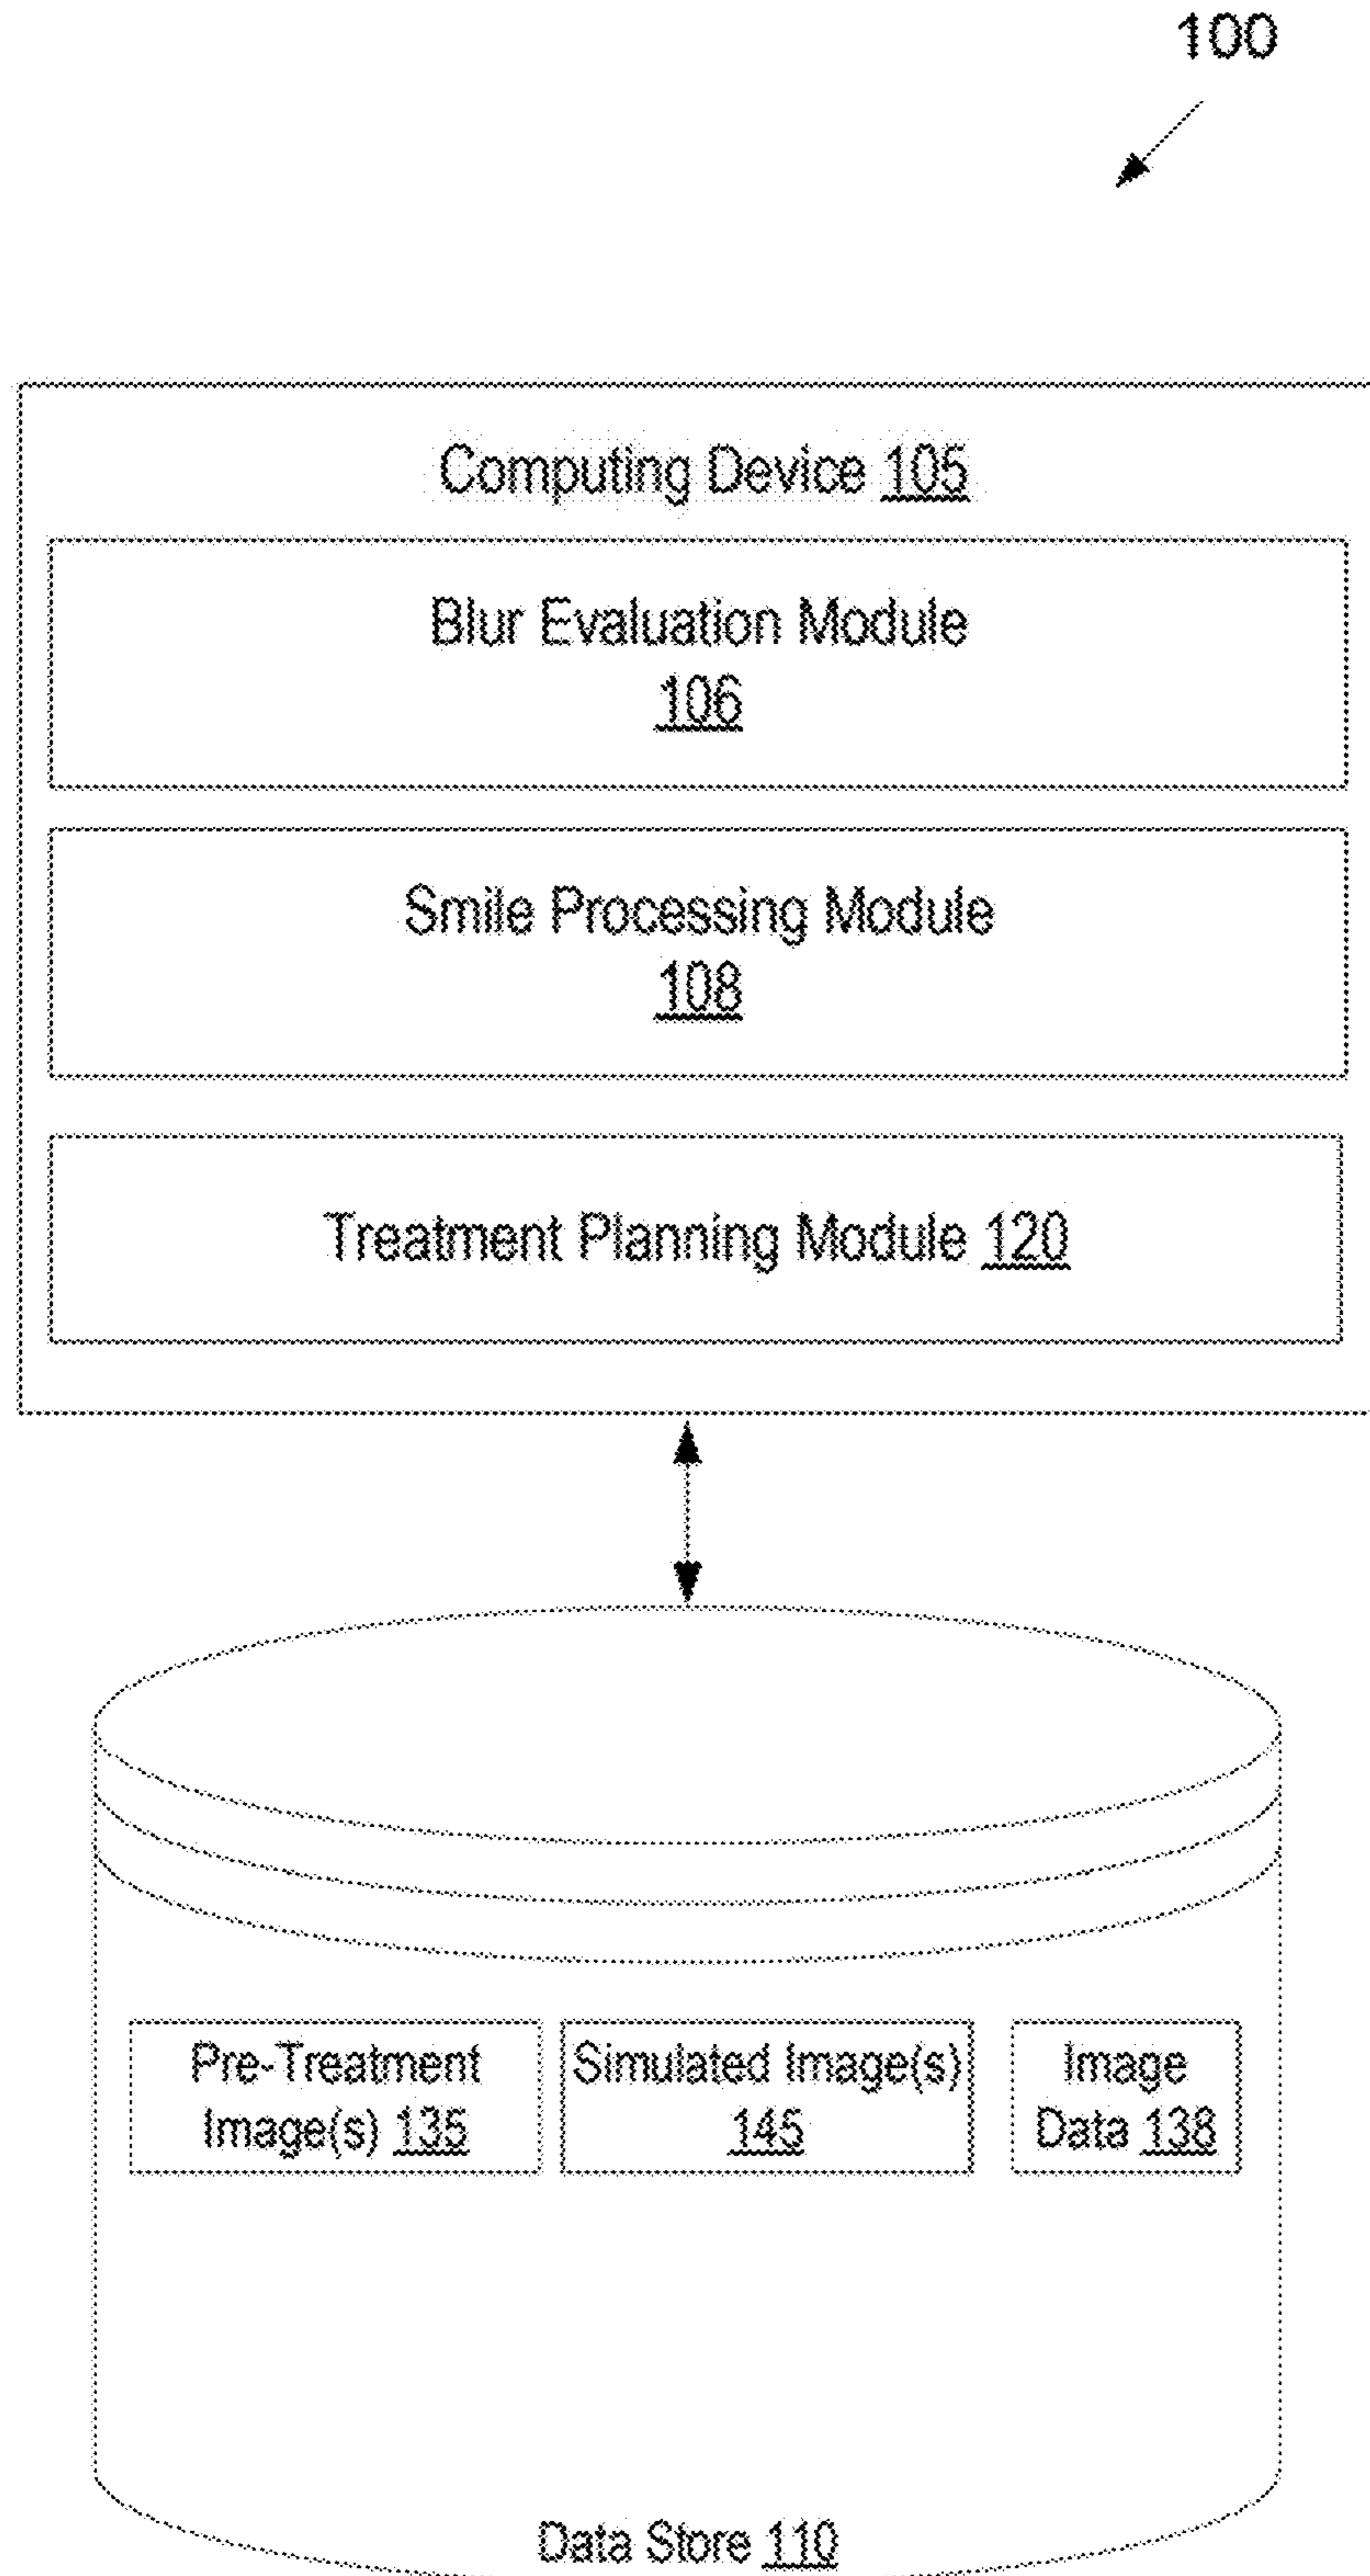 100
Computing Device 105
Blur Evaluation Module
106
Smile Processing Module
108
Treatment Planning Module 120
Pre-Treatment
Image(s) 135
Simulated Image(s)
145
Image
Data 138
Data Store 110